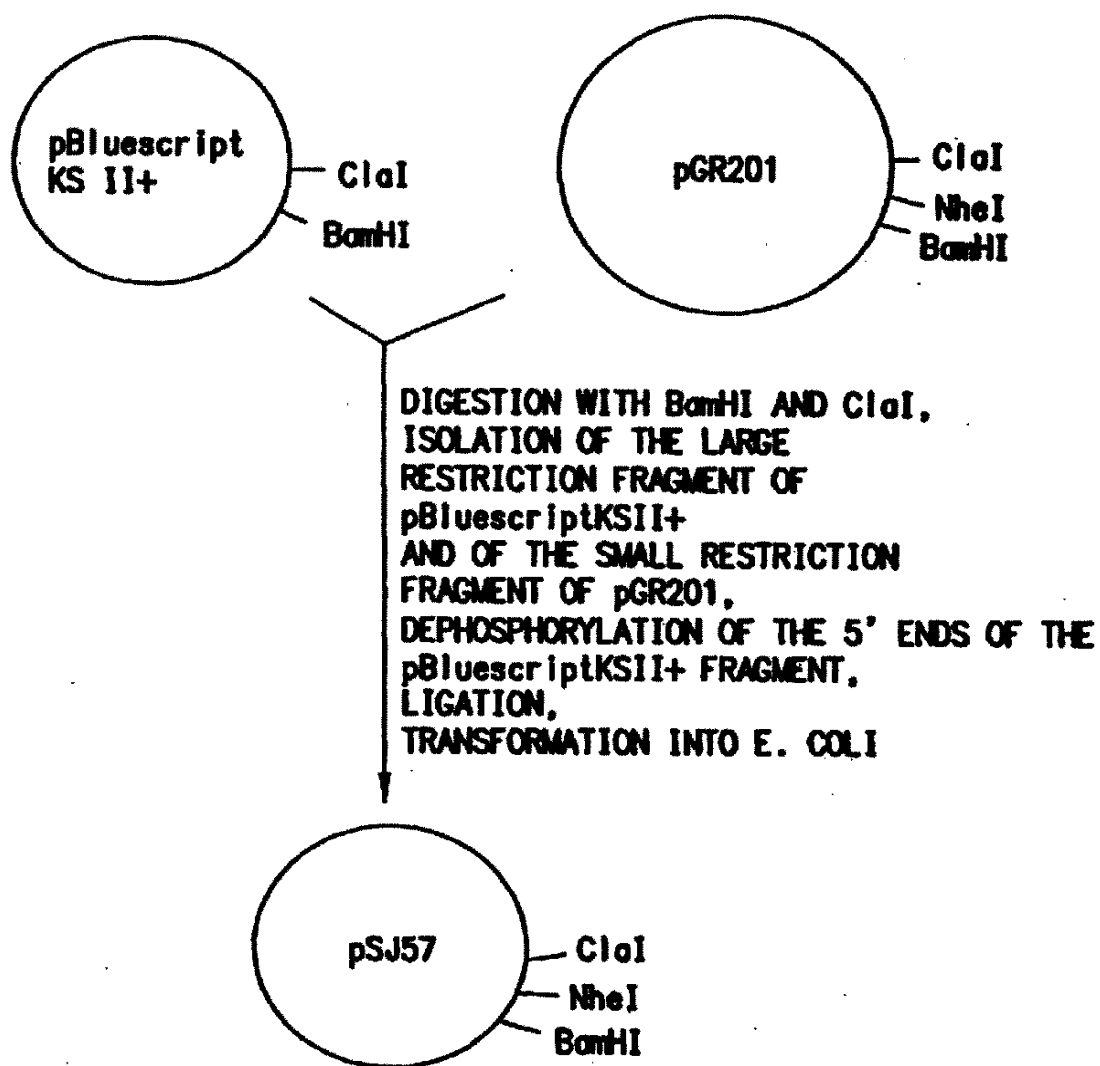 pBluescript
KS II+
ClaI
BamHI
pGR201
ClaI
NheI
BamHI
DIGESTION WITH BamHI AND ClaI,
ISOLATION OF THE LARGE
RESTRICTION FRAGMENT OF
pBluescriptKSII+
AND OF THE SMALL RESTRICTION
FRAGMENT OF pGR201,
DEPHOSPHORYLATION OF THE 5' ENDS OF THE
pBluescriptKSII+ FRAGMENT,
LIGATION,
TRANSFORMATION INTO E. COLI
pSJ57
ClaI
NheI
BamHI